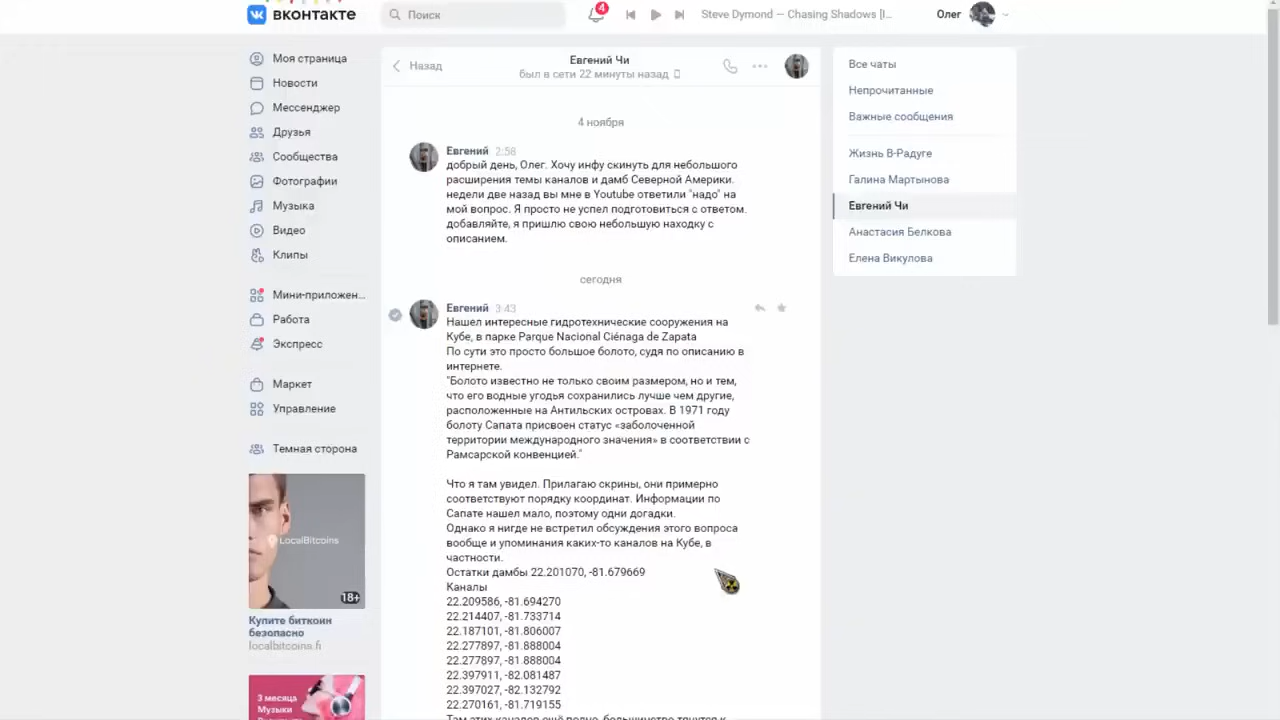 вконтакте
Поиск
4
Steve Dymond — Chasing Shadows [I...
Олег
Моя страница
Новости
Мессенджер
Друзья
Сообщества
Фотографии
Музыка
Видео
Клипы
Мини-приложен...
Работа
Экспресс
Маркет
Управление
Темная сторона
LocalBitcoins
18+
Купите биткоин
безопасно
localbitcoins.fi
3 месяца
Музыки
Назад
Евгений Чи
был в сети 22 минуты назад
4 ноября
Евгений 2:58
добрый день, Олег. Хочу инфу скинуть для небольшого
расширения темы каналов и дамб Северной Америки.
недели две назад вы мне в Youtube ответили "надо" на
мой вопрос. Я просто не успел подготовиться с ответом.
добавляйте, я пришлю свою небольшую находку с
описанием.
сегодня
Евгений 3:43
Нашел интересные гидротехнические сооружения на
Кубе, в парке Parque Nacional Ciénaga de Zapata
По сути это просто большое болото, судя по описанию в
интернете.
"Болото известно не только своим размером, но и тем,
что его водные угодья сохранились лучше чем другие,
расположенные на Антильских островах. В 1971 году
болоту Сапата присвоен статус «заболоченной
территории международного значения» в соответствии с
Рамсарской конвенцией."
Что я там увидел. Прилагаю скрины, они примерно
соответствуют порядку координат. Информации по
Сапате нашел мало, поэтому одни догадки.
Однако я нигде не встретил обсуждения этого вопроса
вообще и упоминания каких-то каналов на Кубе, в
частности.
Остатки дамбы 22.201070, -81.679669
Каналы
22.209586, -81.694270
22.214407, -81.733714
22.187101, -81.806007
22.277897, -81.888004
22.277897, -81.888004
22.397911, -82.081487
22.397027, -82.132792
22.270161, -81.719155
Там этих каналов ещё полно, большинство тянутся к
Все чаты
Непрочитанные
Важные сообщения
Жизнь В-Радуге
Галина Мартынова
Евгений Чи
Анастасия Белкова
Елена Викулова